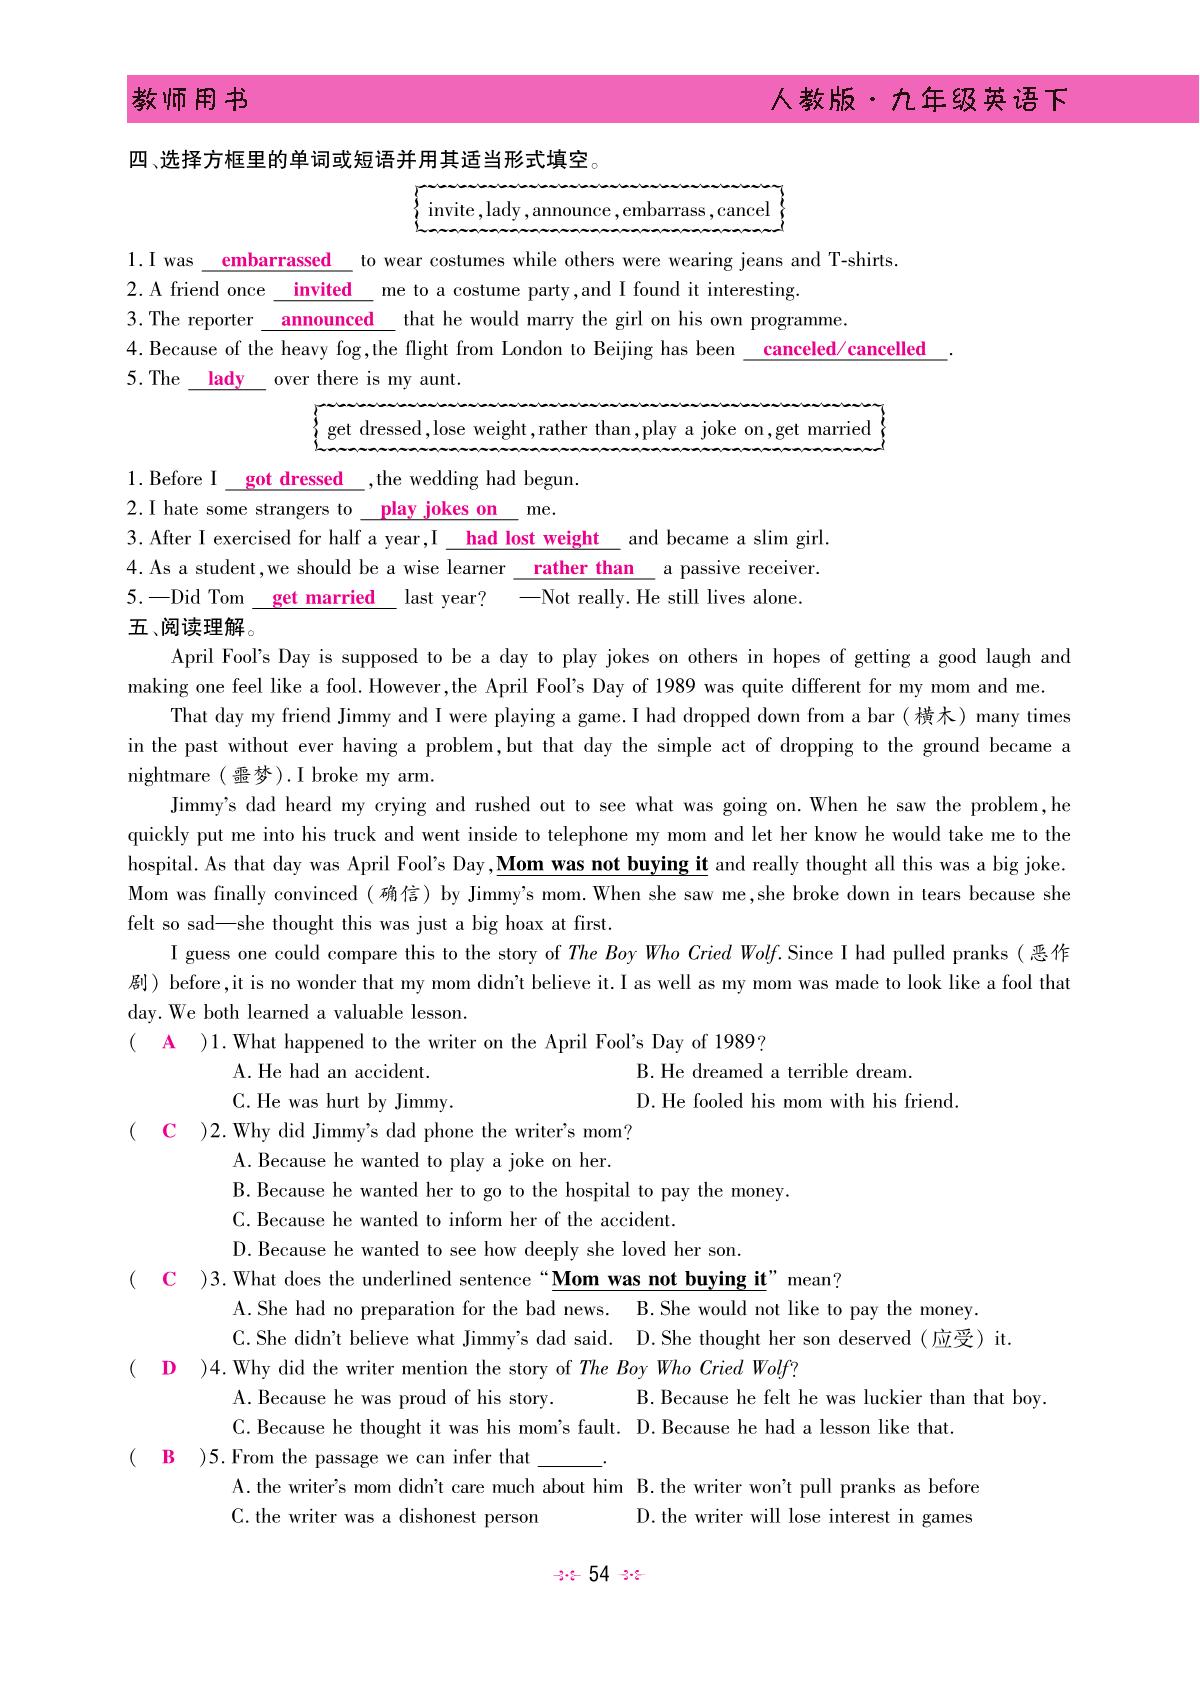 教师用书 人教版·九年级英语下
四、选择方框里的单词或短语并用其适当形式填空。
invite,lady,announce,embarrass,cancel
1. I was embarrassed to wear costumes while others were wearing jeans and T-shirts.
2. A friend once invited me to a costume party,and I found it interesting.
3. The reporter announced that he would marry the girl on his own programme.
4. Because of the heavy fog,the flight from London to Beijing has been canceled/cancelled.
5. The lady over there is my aunt.
get dressed,lose weight,rather than,play a joke on,get married
1. Before I got dressed,the wedding had begun.
2. I hate some strangers to play jokes on me.
3. After I exercised for half a year,I had lost weight and became a slim girl.
4. As a student,we should be a wise learner rather than a passive receiver.
5. —Did Tom get married last year? —Not really. He still lives alone.
五、阅读理解。
April Fool's Day is supposed to be a day to play jokes on others in hopes of getting a good laugh and
making one feel like a fool. However,the April Fool's Day of 1989 was quite different for my mom and me.
That day my friend Jimmy and I were playing a game. I had dropped down from a bar (横木) many times
in the past without ever having a problem,but that day the simple act of dropping to the ground became a
nightmare (噩梦). I broke my arm.
Jimmy's dad heard my crying and rushed out to see what was going on. When he saw the problem,he
quickly put me into his truck and went inside to telephone my mom and let her know he would take me to the
hospital. As that day was April Fool's Day,Mom was not buying it and really thought all this was a big joke.
Mom was finally convinced (确信) by Jimmy's mom. When she saw me,she broke down in tears because she
felt so sad—she thought this was just a big hoax at first.
I guess one could compare this to the story of The Boy Who Cried Wolf. Since I had pulled pranks (恶作
剧) before,it is no wonder that my mom didn't believe it. I as well as my mom was made to look like a fool that
day. We both learned a valuable lesson.
( A )1. What happened to the writer on the April Fool's Day of 1989?
A. He had an accident. B. He dreamed a terrible dream.
C. He was hurt by Jimmy. D. He fooled his mom with his friend.
( C )2. Why did Jimmy's dad phone the writer's mom?
A. Because he wanted to play a joke on her.
B. Because he wanted her to go to the hospital to pay the money.
C. Because he wanted to inform her of the accident.
D. Because he wanted to see how deeply she loved her son.
( C )3. What does the underlined sentence “Mom was not buying it” mean?
A. She had no preparation for the bad news. B. She would not like to pay the money.
C. She didn't believe what Jimmy's dad said. D. She thought her son deserved (应受) it.
( D )4. Why did the writer mention the story of The Boy Who Cried Wolf?
A. Because he was proud of his story. B. Because he felt he was luckier than that boy.
C. Because he thought it was his mom's fault. D. Because he had a lesson like that.
( B )5. From the passage we can infer that ______.
A. the writer's mom didn't care much about him B. the writer won't pull pranks as before
C. the writer was a dishonest person D. the writer will lose interest in games
54